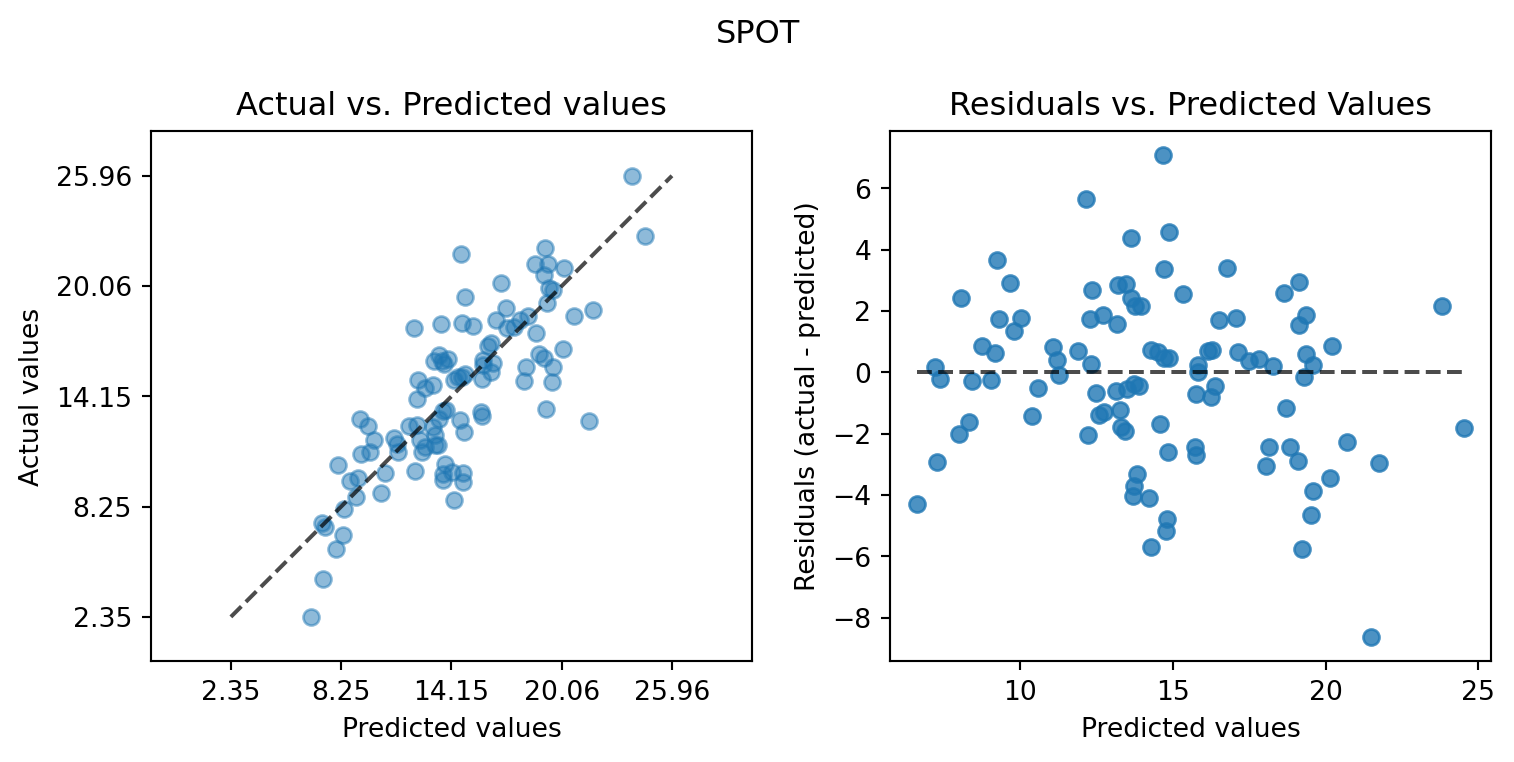 SPOT
Actual vs. Predicted values
Residuals vs. Predicted Values
Actual values
25.96
20.06
14.15
8.25
2.35
2.35 8.25 14.15 20.06 25.96
Predicted values
Residuals (actual - predicted)
6
4
2
0
−2
−4
−6
−8
10 15 20 25
Predicted values